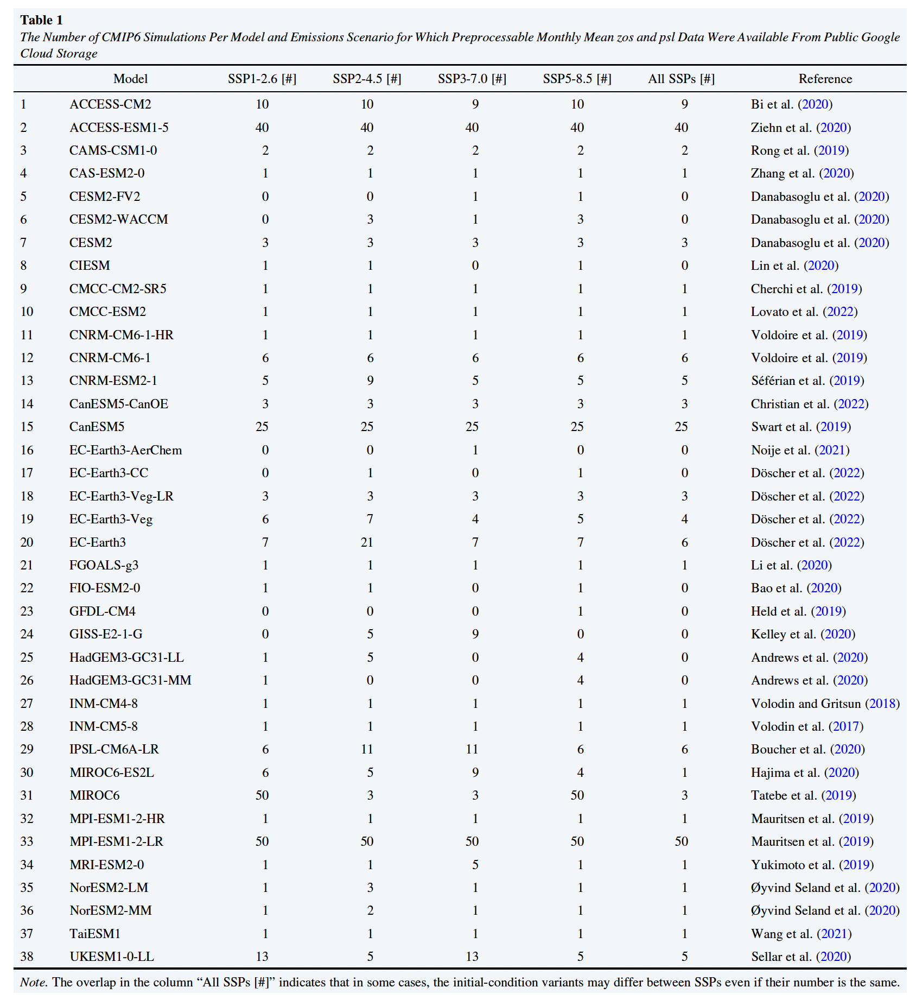 Table 1
The Number of CMIP6 Simulations Per Model and Emissions Scenario for Which Preprocessable Monthly Mean zos and psl Data Were Available From Public Google
Cloud Storage
Model SSP1-2.6 [#] SSP2-4.5 [#] SSP3-7.0 [#] SSP5-8.5 [#] All SSPs [#] Reference
1 ACCESS-CM2 10 10 9 10 9 Bi et al. (2020)
2 ACCESS-ESM1-5 40 40 40 40 40 Ziehn et al. (2020)
3 CAMS-CSM1-0 2 2 2 2 2 Rong et al. (2019)
4 CAS-ESM2-0 1 1 1 1 1 Zhang et al. (2020)
5 CESM2-FV2 0 0 1 1 0 Danabasoglu et al. (2020)
6 CESM2-WACCM 0 3 1 3 0 Danabasoglu et al. (2020)
7 CESM2 3 3 3 3 3 Danabasoglu et al. (2020)
8 CIESM 1 1 0 1 0 Lin et al. (2020)
9 CMCC-CM2-SR5 1 1 1 1 1 Cherchi et al. (2019)
10 CMCC-ESM2 1 1 1 1 1 Lovato et al. (2022)
11 CNRM-CM6-1-HR 1 1 1 1 1 Voldoire et al. (2019)
12 CNRM-CM6-1 6 6 6 6 6 Voldoire et al. (2019)
13 CNRM-ESM2-1 5 9 5 5 5 Séférian et al. (2019)
14 CanESM5-CanOE 3 3 3 3 3 Christian et al. (2022)
15 CanESM5 25 25 25 25 25 Swart et al. (2019)
16 EC-Earth3-AerChem 0 0 1 0 0 Noije et al. (2021)
17 EC-Earth3-CC 0 1 0 1 0 Döscher et al. (2022)
18 EC-Earth3-Veg-LR 3 3 3 3 3 Döscher et al. (2022)
19 EC-Earth3-Veg 6 7 4 5 4 Döscher et al. (2022)
20 EC-Earth3 7 21 7 7 6 Döscher et al. (2022)
21 FGOALS-g3 1 1 1 1 1 Li et al. (2020)
22 FIO-ESM2-0 1 1 0 1 0 Bao et al. (2020)
23 GFDL-CM4 0 0 0 1 0 Held et al. (2019)
24 GISS-E2-1-G 0 5 9 0 0 Kelley et al. (2020)
25 HadGEM3-GC31-LL 1 5 0 4 0 Andrews et al. (2020)
26 HadGEM3-GC31-MM 1 0 0 4 0 Andrews et al. (2020)
27 INM-CM4-8 1 1 1 1 1 Volodin and Gritsun (2018)
28 INM-CM5-8 1 1 1 1 1 Volodin et al. (2017)
29 IPSL-CM6A-LR 6 11 11 6 6 Boucher et al. (2020)
30 MIROC6-ES2L 6 5 9 4 1 Hajima et al. (2020)
31 MIROC6 50 3 3 50 3 Tatebe et al. (2019)
32 MPI-ESM1-2-HR 1 1 1 1 1 Mauritsen et al. (2019)
33 MPI-ESM1-2-LR 50 50 50 50 50 Mauritsen et al. (2019)
34 MRI-ESM2-0 1 1 5 1 1 Yukimoto et al. (2019)
35 NorESM2-LM 1 3 1 1 1 Øyvind Seland et al. (2020)
36 NorESM2-MM 1 2 1 1 1 Øyvind Seland et al. (2020)
37 TaiESM1 1 1 1 1 1 Wang et al. (2021)
38 UKESM1-0-LL 13 5 13 5 5 Sellar et al. (2020)
Note. The overlap in the column “All SSPs [#]” indicates that in some cases, the initial-condition variants may differ between SSPs even if their number is the same.